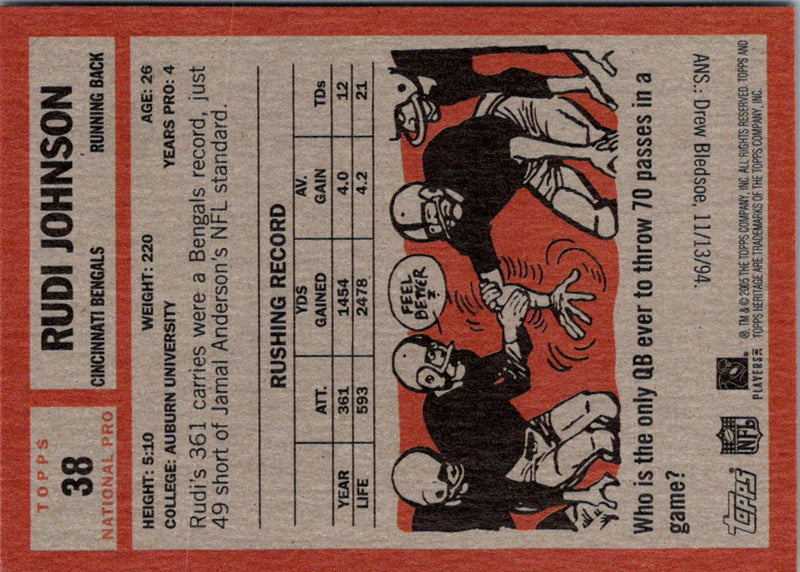 TOPPS
38
NATIONAL PRO
RUDI JOHNSON
CINCINNATI BENGALS RUNNING BACK
HEIGHT: 5:10 WEIGHT: 220 AGE: 26
COLLEGE: AUBURN UNIVERSITY YEARS PRO: 4
Rudi's 361 carries were a Bengals record, just
49 short of Jamal Anderson's NFL standard.
RUSHING RECORD
YEAR ATT. YDS GAINED AV. GAIN TDs
YEAR 361 1454 4.0 12
LIFE 593 2478 4.2 21
FEEL
BETTER
?
Who is the only QB ever to throw 70 passes in a
game?
ANS.: Drew Bledsoe, 11/13/94.
Topps
NFL
PLAYERS INC
®, TM & © 2005 THE TOPPS COMPANY, INC. ALL RIGHTS RESERVED. TOPPS AND
TOPPS HERITAGE ARE TRADEMARKS OF THE TOPPS COMPANY, INC.